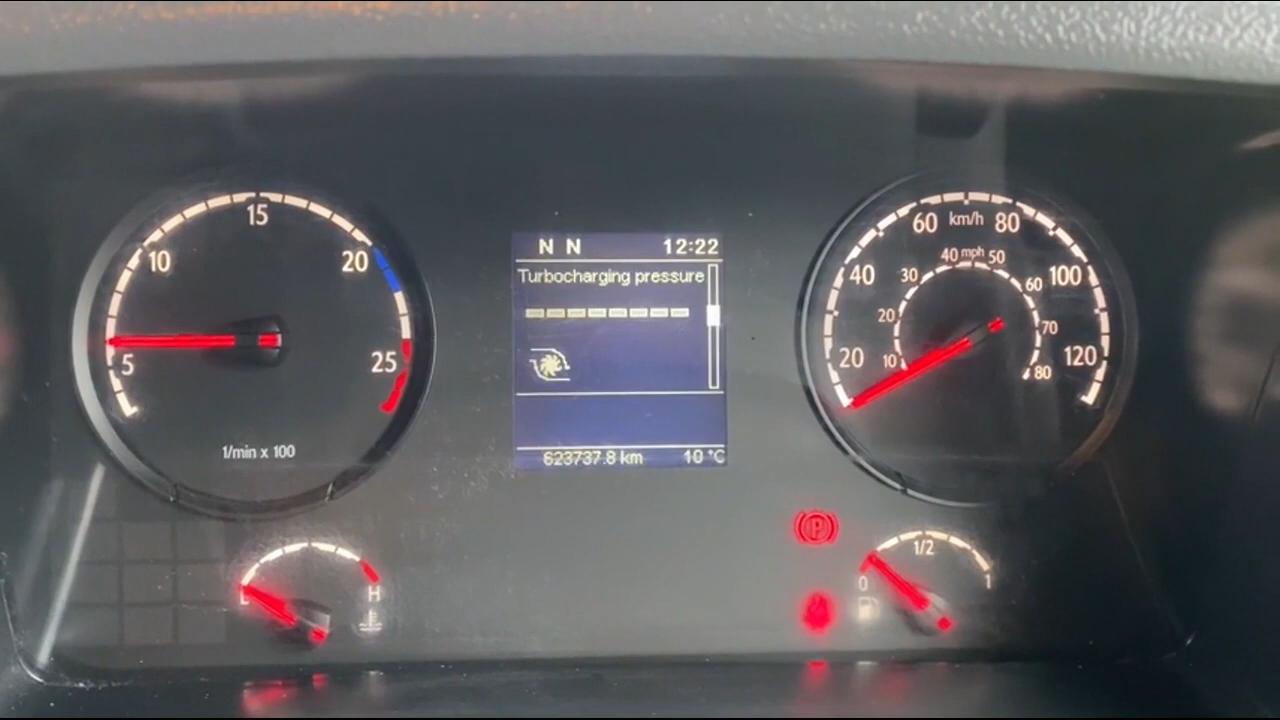 N N 12:22
Turbocharging pressure
623737.8 km 10 °C
5
10
15
20
25
1/min x 100
20
40
60
km/h
80
100
120
10
20
30
40
mph
50
60
70
80
H
P
0
1/2
1